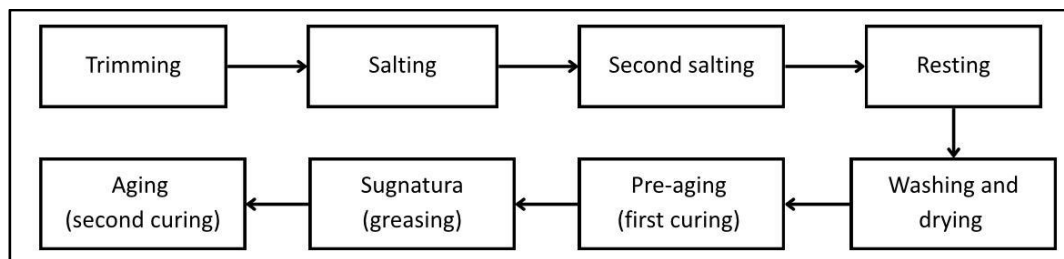 Trimming
Salting
Second salting
Resting
Washing and
drying
Pre-aging
(first curing)
Sugnatura
(greasing)
Aging
(second curing)